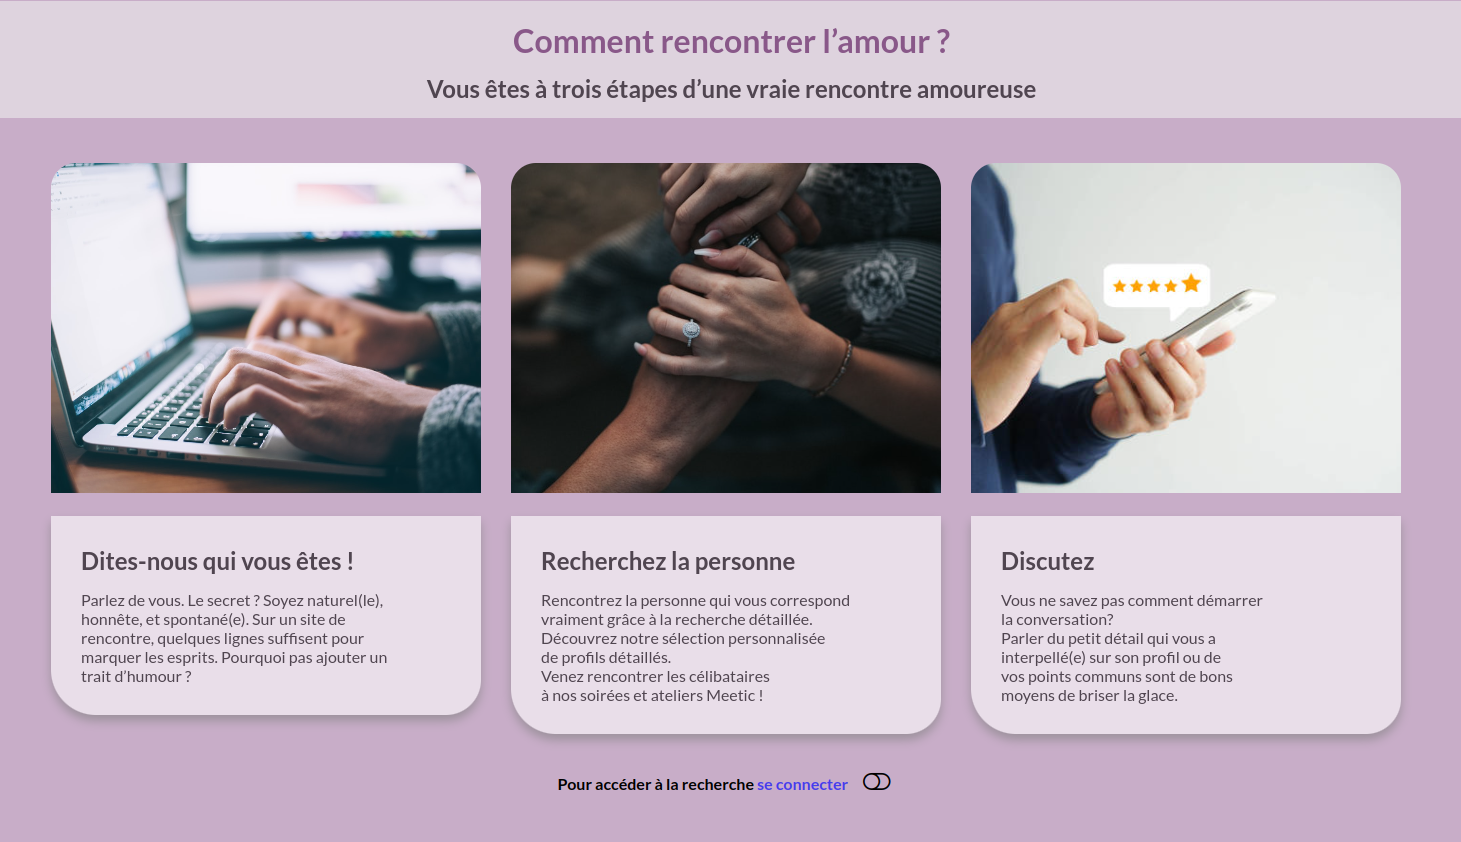 Comment rencontrer l’amour ?
Vous êtes à trois étapes d’une vraie rencontre amoureuse
Dites-nous qui vous êtes !
Parlez de vous. Le secret ? Soyez naturel(le),
honnête, et spontané(e). Sur un site de
rencontre, quelques lignes suffisent pour
marquer les esprits. Pourquoi pas ajouter un
trait d’humour ?
Recherchez la personne
Rencontrez la personne qui vous correspond
vraiment grâce à la recherche détaillée.
Découvrez notre sélection personnalisée
de profils détaillés.
Venez rencontrer les célibataires
à nos soirées et ateliers Meetic !
Discutez
Vous ne savez pas comment démarrer
la conversation?
Parler du petit détail qui vous a
interpellé(e) sur son profil ou de
vos points communs sont de bons
moyens de briser la glace.
Pour accéder à la recherche se connecter